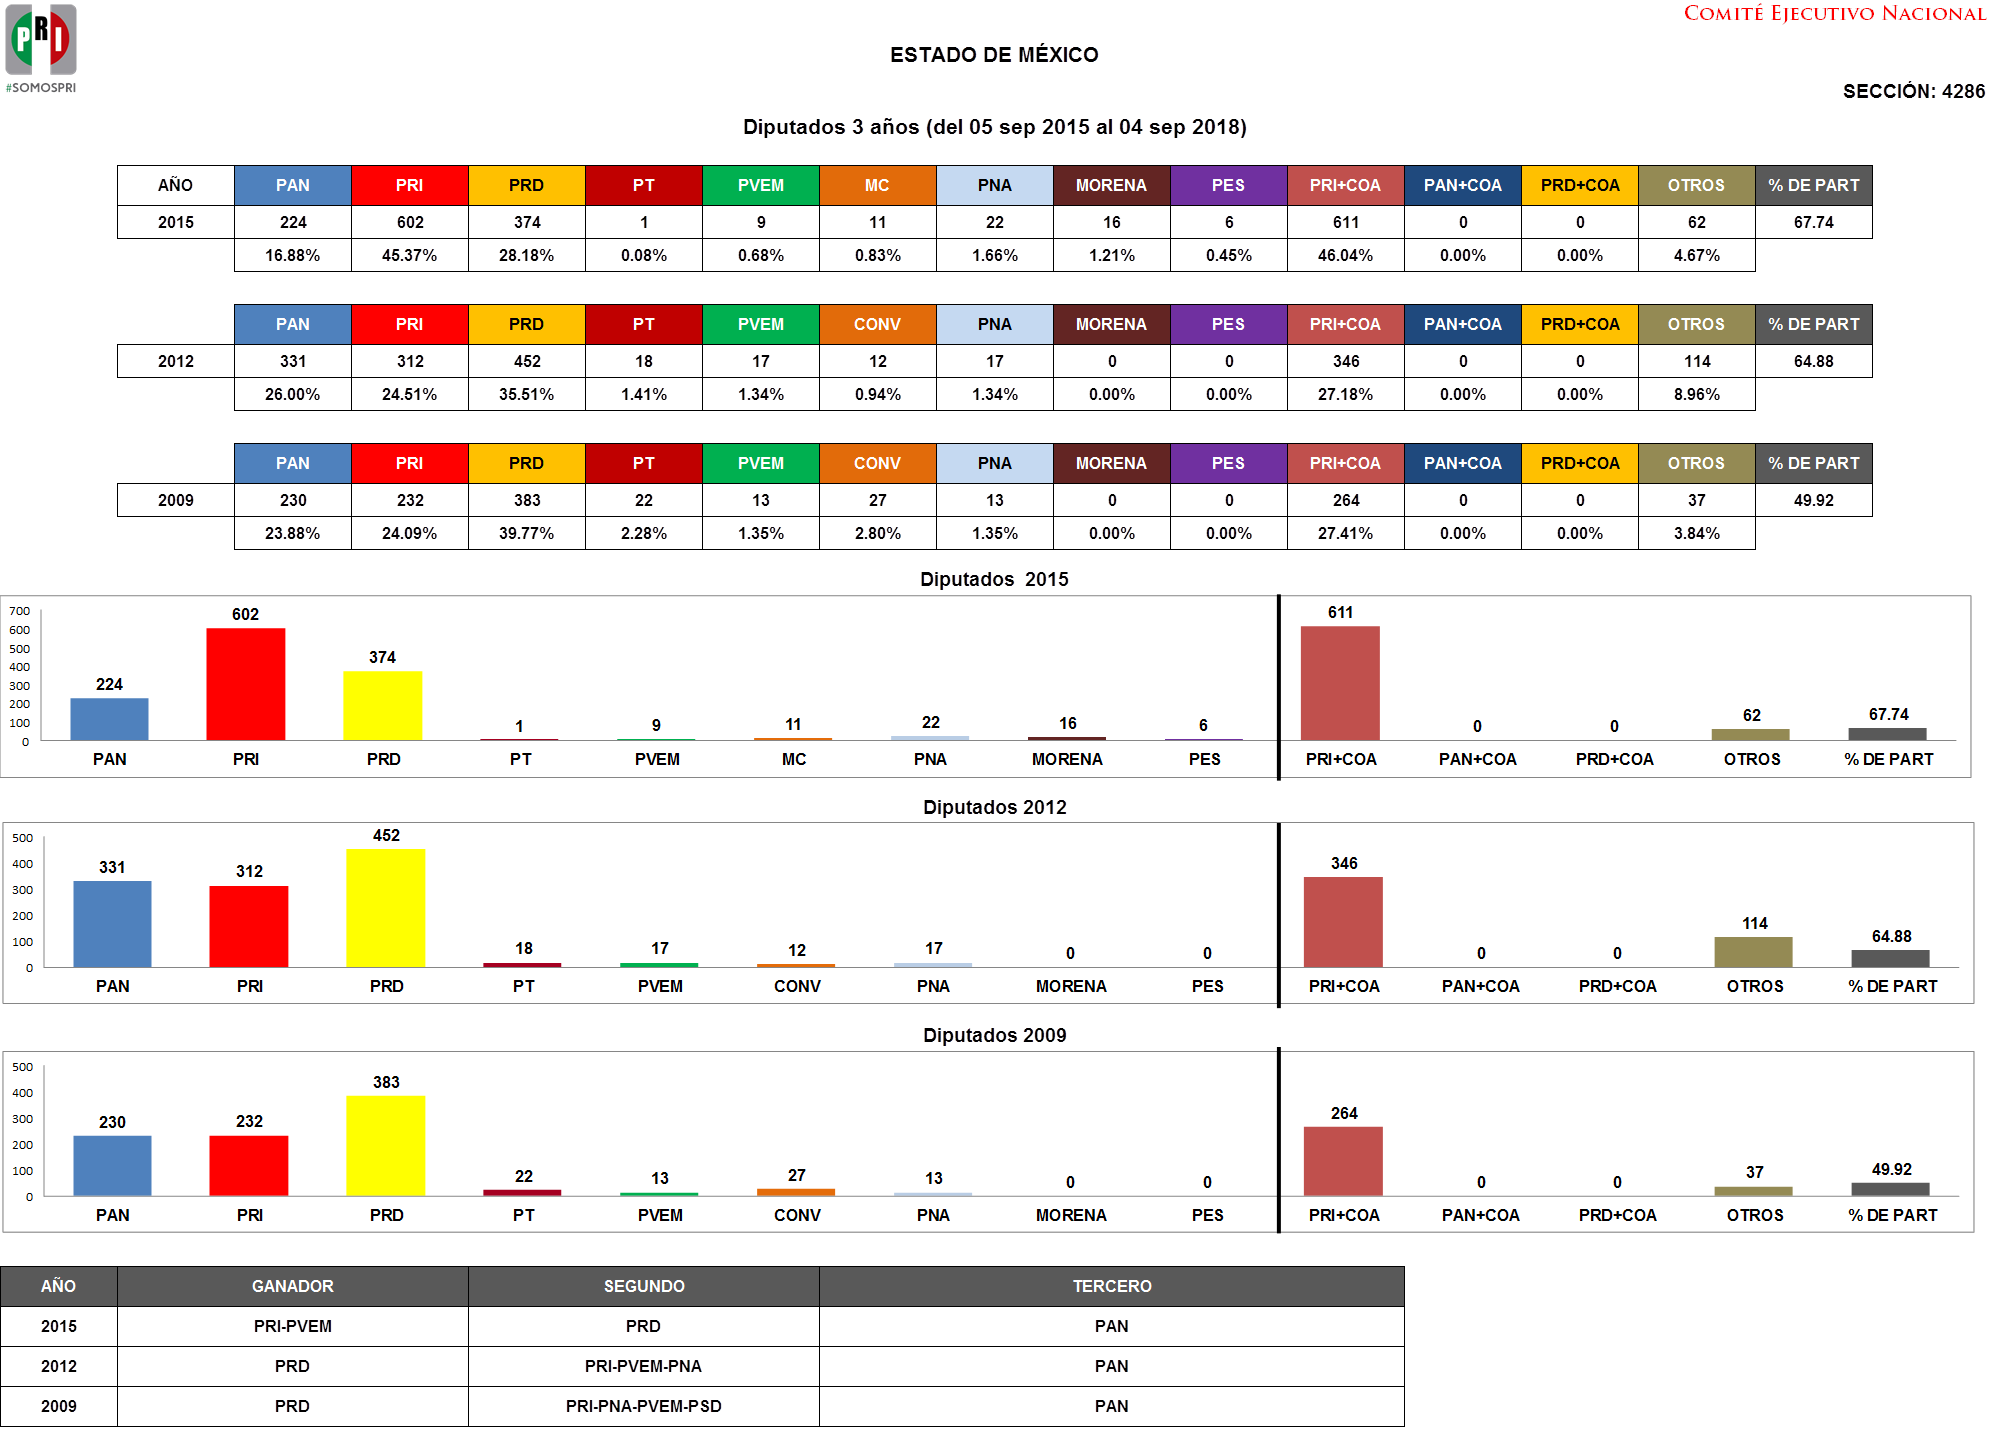 PRI
#SOMOSPRI
COMITÉ EJECUTIVO NACIONAL
ESTADO DE MÉXICO
SECCIÓN: 4286
Diputados 3 años (del 05 sep 2015 al 04 sep 2018)
AÑO PAN PRI PRD PT PVEM MC PNA MORENA PES PRI+COA PAN+COA PRD+COA OTROS % DE PART
2015 224 602 374 1 9 11 22 16 6 611 0 0 62 67.74
16.88% 45.37% 28.18% 0.08% 0.68% 0.83% 1.66% 1.21% 0.45% 46.04% 0.00% 0.00% 4.67%
PAN PRI PRD PT PVEM CONV PNA MORENA PES PRI+COA PAN+COA PRD+COA OTROS % DE PART
2012 331 312 452 18 17 12 17 0 0 346 0 0 114 64.88
26.00% 24.51% 35.51% 1.41% 1.34% 0.94% 1.34% 0.00% 0.00% 27.18% 0.00% 0.00% 8.96%
PAN PRI PRD PT PVEM CONV PNA MORENA PES PRI+COA PAN+COA PRD+COA OTROS % DE PART
2009 230 232 383 22 13 27 13 0 0 264 0 0 37 49.92
23.88% 24.09% 39.77% 2.28% 1.35% 2.80% 1.35% 0.00% 0.00% 27.41% 0.00% 0.00% 3.84%
Diputados 2015
700
600
500
400
300
200
100
0
224 602 374 1 9 11 22 16 6 611 0 0 62 67.74
PAN PRI PRD PT PVEM MC PNA MORENA PES PRI+COA PAN+COA PRD+COA OTROS % DE PART
Diputados 2012
500
400
300
200
100
0
331 312 452 18 17 12 17 0 0 346 0 0 114 64.88
PAN PRI PRD PT PVEM CONV PNA MORENA PES PRI+COA PAN+COA PRD+COA OTROS % DE PART
Diputados 2009
500
400
300
200
100
0
230 232 383 22 13 27 13 0 0 264 0 0 37 49.92
PAN PRI PRD PT PVEM CONV PNA MORENA PES PRI+COA PAN+COA PRD+COA OTROS % DE PART
AÑO GANADOR SEGUNDO TERCERO
2015 PRI-PVEM PRD PAN
2012 PRD PRI-PVEM-PNA PAN
2009 PRD PRI-PNA-PVEM-PSD PAN